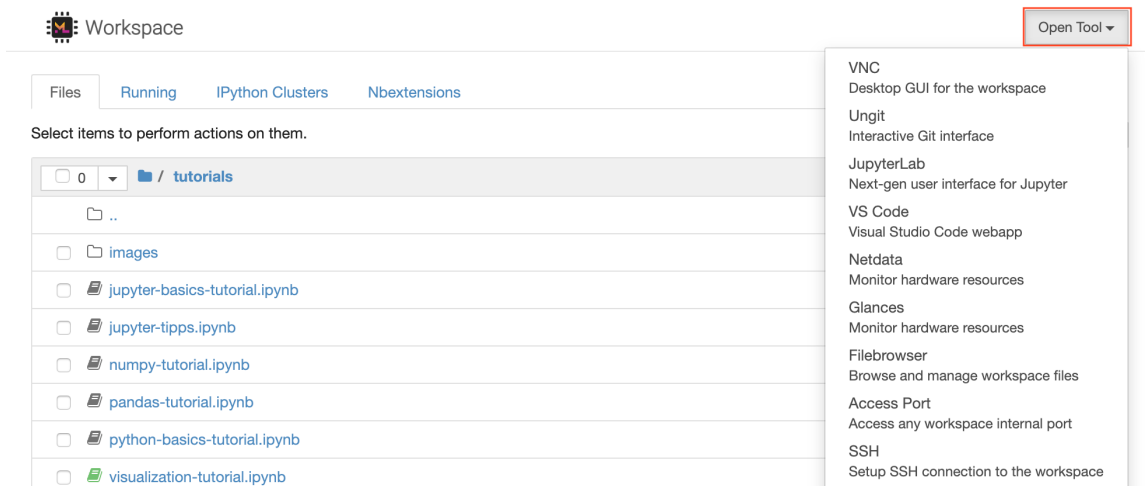 Workspace
Open Tool
Files Running IPython Clusters Nbextensions
Select items to perform actions on them.
0 / tutorials
..
images
jupyter-basics-tutorial.ipynb
jupyter-tipps.ipynb
numpy-tutorial.ipynb
pandas-tutorial.ipynb
python-basics-tutorial.ipynb
visualization-tutorial.ipynb
VNC
Desktop GUI for the workspace
Ungit
Interactive Git interface
JupyterLab
Next-gen user interface for Jupyter
VS Code
Visual Studio Code webapp
Netdata
Monitor hardware resources
Glances
Monitor hardware resources
Filebrowser
Browse and manage workspace files
Access Port
Access any workspace internal port
SSH
Setup SSH connection to the workspace